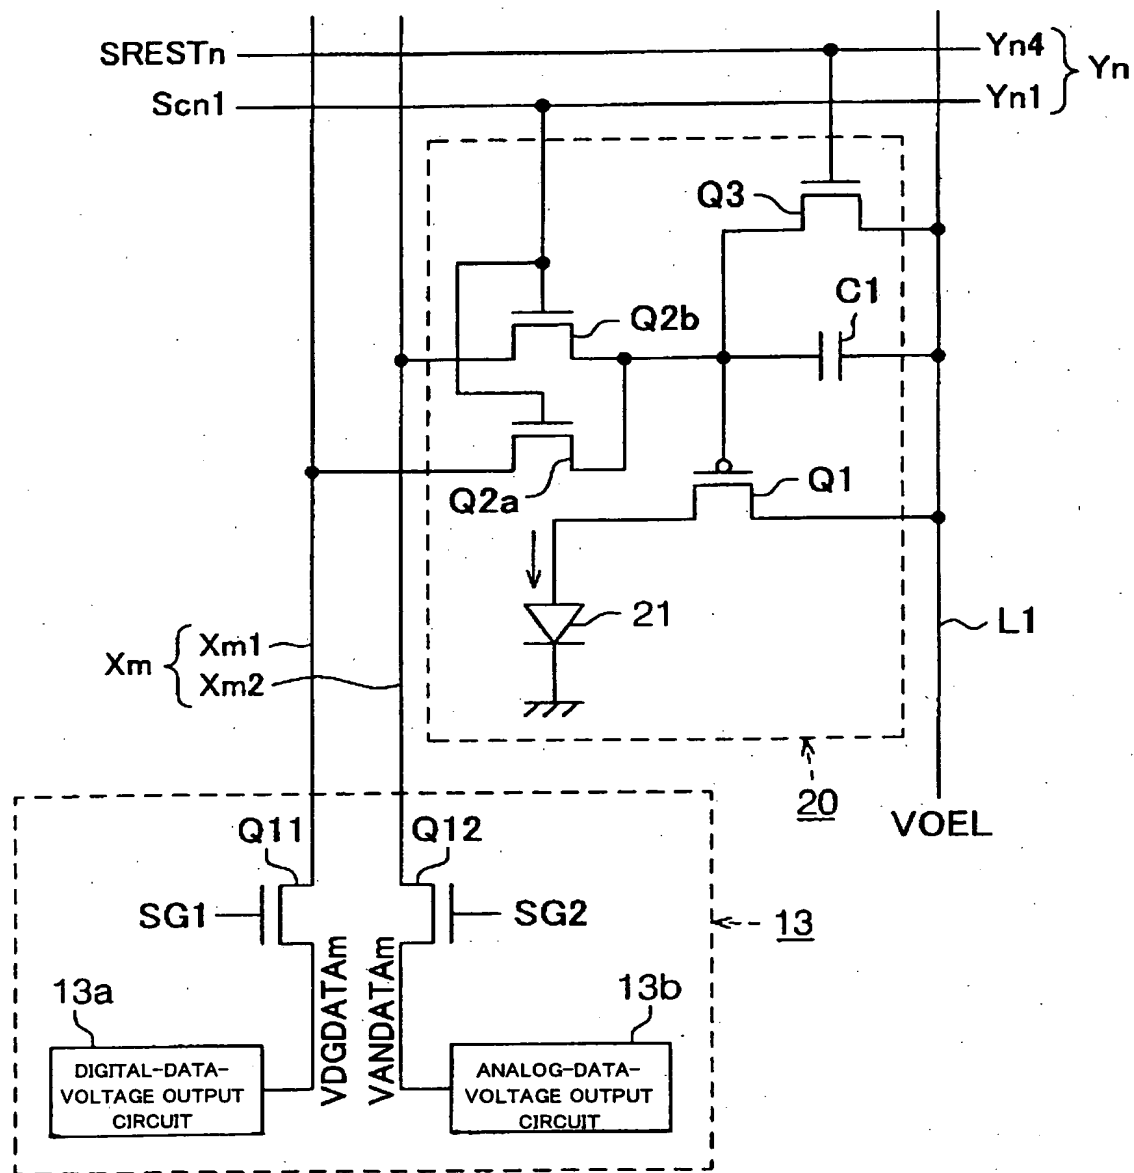 SRESTn
Yn4
Yn
Scn1
Yn1
Q3
C1
Q2b
Q2a
Q1
21
L1
Xm
Xm1
Xm2
20
VOEL
Q11
Q12
SG1
SG2
13
VDGDATAm
VANDATAm
13a
13b
DIGITAL-DATA-
VOLTAGE OUTPUT
CIRCUIT
ANALOG-DATA-
VOLTAGE OUTPUT
CIRCUIT